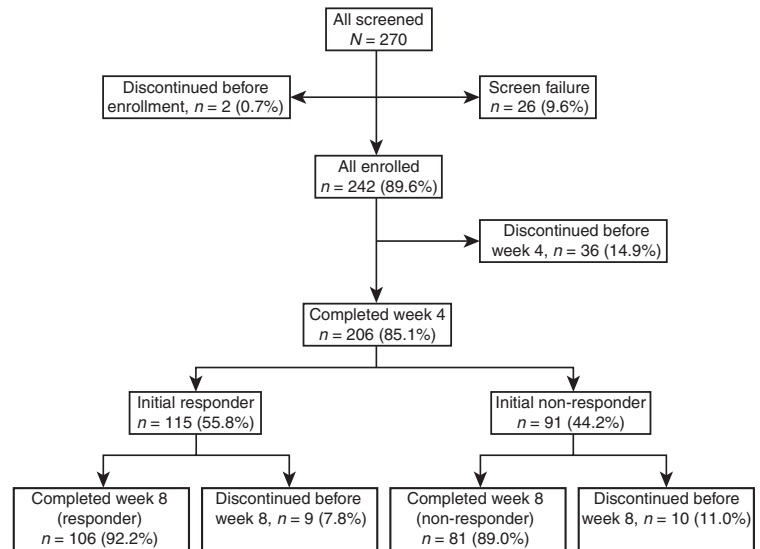 All screened
N = 270
Discontinued before
enrollment, n = 2 (0.7%)
Screen failure
n = 26 (9.6%)
All enrolled
n = 242 (89.6%)
Discontinued before
week 4, n = 36 (14.9%)
Completed week 4
n = 206 (85.1%)
Initial responder
n = 115 (55.8%)
Initial non-responder
n = 91 (44.2%)
Completed week 8
(responder)
n = 106 (92.2%)
Discontinued before
week 8, n = 9 (7.8%)
Completed week 8
(non-responder)
n = 81 (89.0%)
Discontinued before
week 8, n = 10 (11.0%)